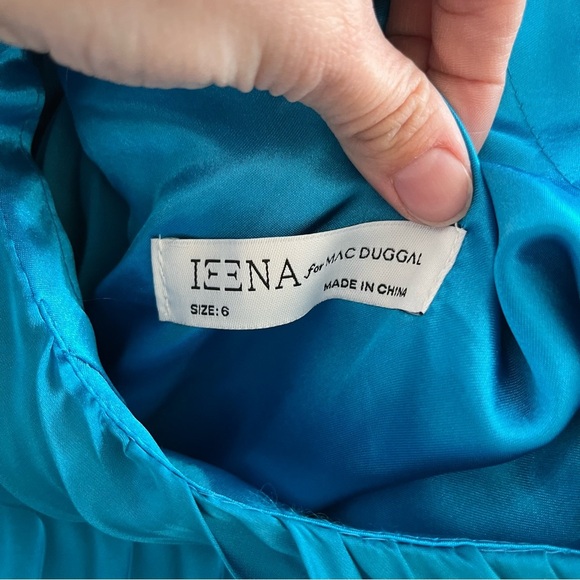 IEENA for MAC DUGGAL
MADE IN CHINA
SIZE: 6